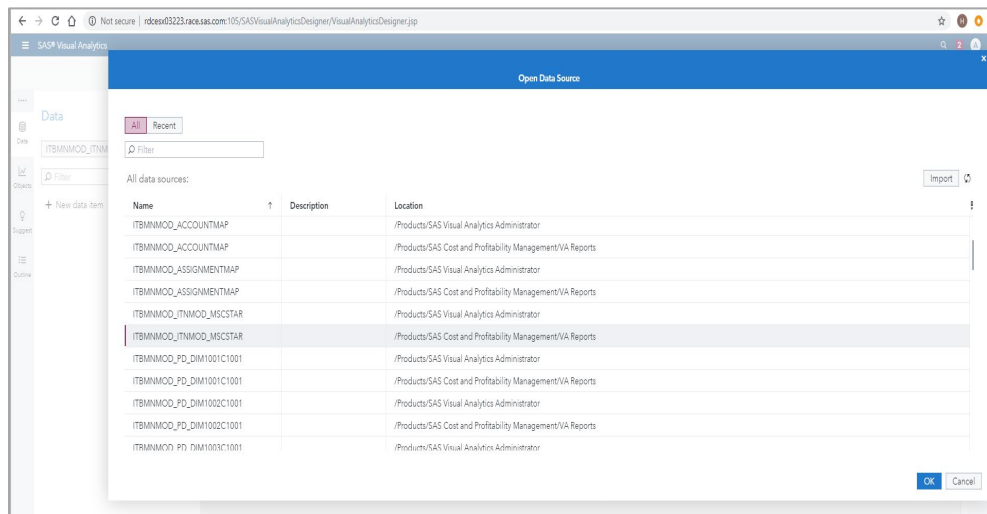 Not secure | rdcesx03223.race.sas.com:10S/SASVisualAnalyticsDesigner/VisualAnalyticsDesigner.jsp
H
SAS® Visual Analytics
2
A
Open Data Source
x
Data
Data
ITBMNMOD_ITNM
Filter
+ New data item
Objects
Suggest
Outline
All Recent
Filter
All data sources:
Import
Name Description Location
ITBMNMOD_ACCOUNTMAP /Products/SAS Visual Analytics Administrator
ITBMNMOD_ACCOUNTMAP /Products/SAS Cost and Profitability Management/VA Reports
ITBMNMOD_ASSIGNMENTMAP /Products/SAS Visual Analytics Administrator
ITBMNMOD_ASSIGNMENTMAP /Products/SAS Cost and Profitability Management/VA Reports
ITBMNMOD_ITNMOD_MSCSTAR /Products/SAS Visual Analytics Administrator
ITBMNMOD_ITNMOD_MSCSTAR /Products/SAS Cost and Profitability Management/VA Reports
ITBMNMOD_PD_DIM1001C1001 /Products/SAS Visual Analytics Administrator
ITBMNMOD_PD_DIM1001C1001 /Products/SAS Cost and Profitability Management/VA Reports
ITBMNMOD_PD_DIM1002C1001 /Products/SAS Visual Analytics Administrator
ITBMNMOD_PD_DIM1002C1001 /Products/SAS Cost and Profitability Management/VA Reports
ITBMNMOD_PD_DIM1003C1001 /Products/SAS Visual Analytics Administrator
OK Cancel